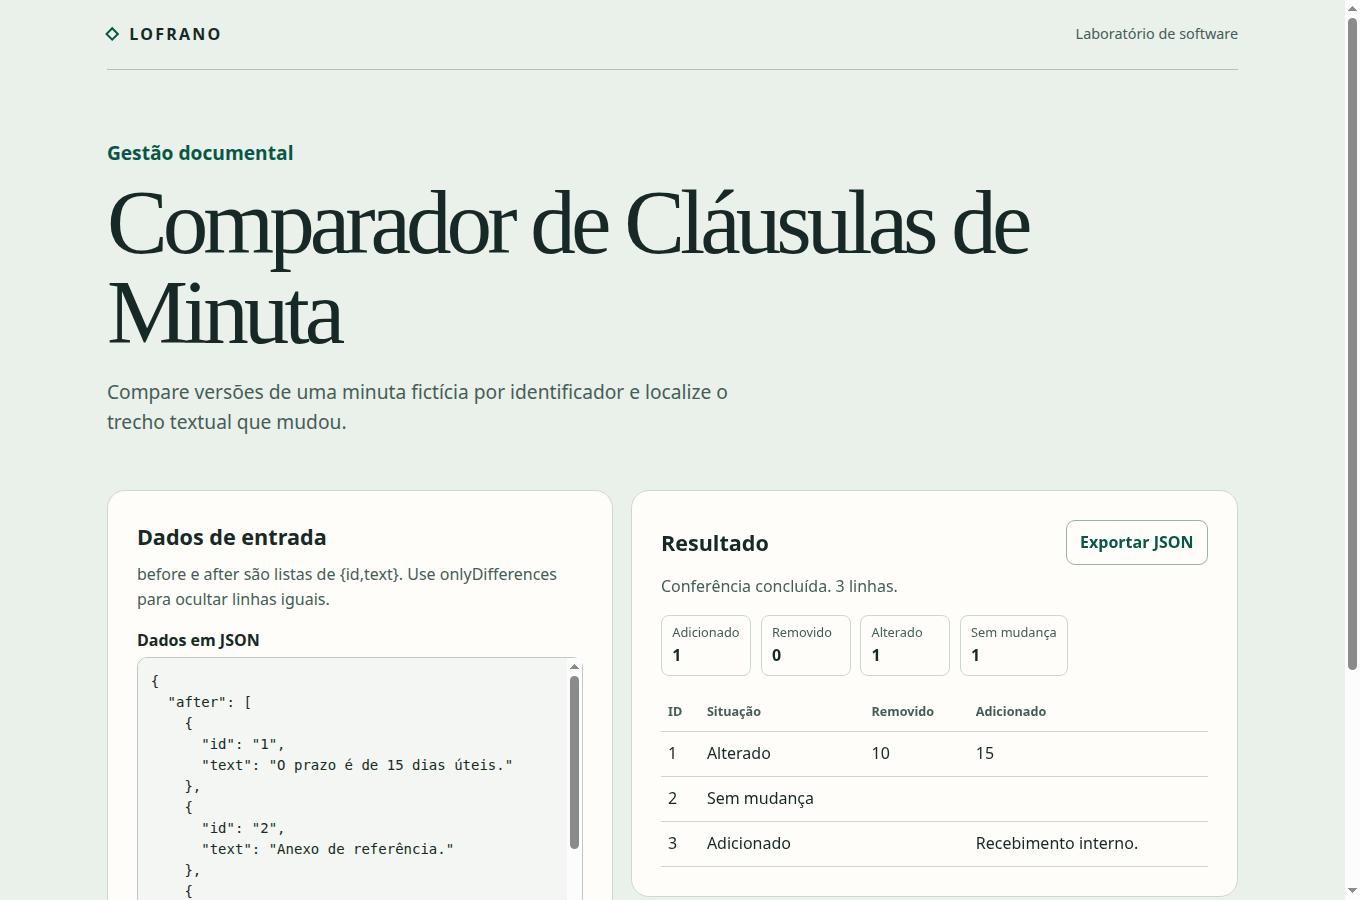 LOFRANO
Laboratório de software
Gestão documental
Comparador de Cláusulas de
Minuta
Compare versões de uma minuta fictícia por identificador e localize o
trecho textual que mudou.
Dados de entrada
before e after são listas de {id,text}. Use onlyDifferences
para ocultar linhas iguais.
Dados em JSON
{
  "after": [
    {
      "id": "1",
      "text": "O prazo é de 15 dias úteis."
    },
    {
      "id": "2",
      "text": "Anexo de referência."
    },
    {
Resultado
Exportar JSON
Conferência concluída. 3 linhas.
Adicionado Removido Alterado Sem mudança
1 0 1 1
ID Situação Removido Adicionado
1 Alterado 10 15
2 Sem mudança
3 Adicionado Recebimento interno.